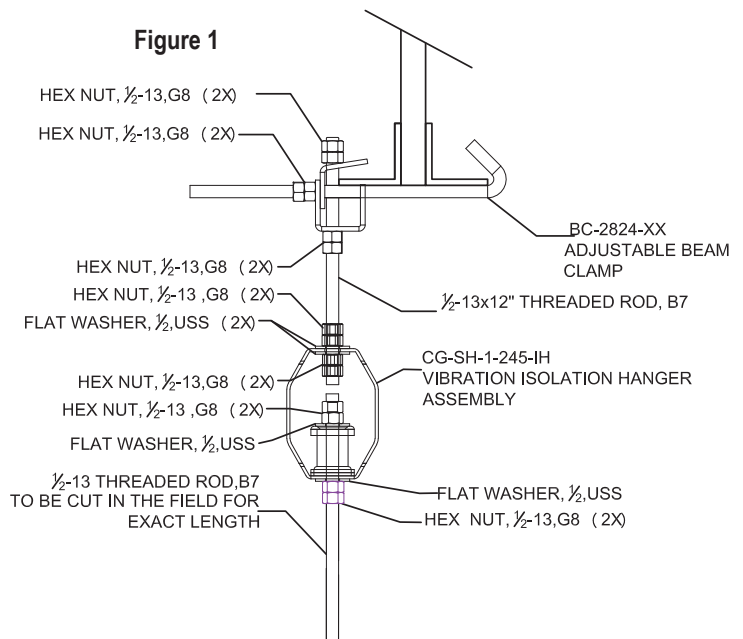 Figure 1
HEX NUT, ½-13,G8 (2X)
HEX NUT, ½-13,G8 (2X)
BC-2824-XX
ADJUSTABLE BEAM
CLAMP
HEX NUT, ½-13,G8 (2X)
HEX NUT, ½-13 ,G8 (2X)
½-13x12" THREADED ROD, B7
FLAT WASHER, ½,USS (2X)
CG-SH-1-245-IH
VIBRATION ISOLATION HANGER
ASSEMBLY
HEX NUT, ½-13,G8 (2X)
HEX NUT, ½-13 ,G8 (2X)
FLAT WASHER, ½,USS
½-13 THREADED ROD,B7
TO BE CUT IN THE FIELD FOR
EXACT LENGTH
FLAT WASHER, ½,USS
HEX NUT, ½-13,G8 (2X)